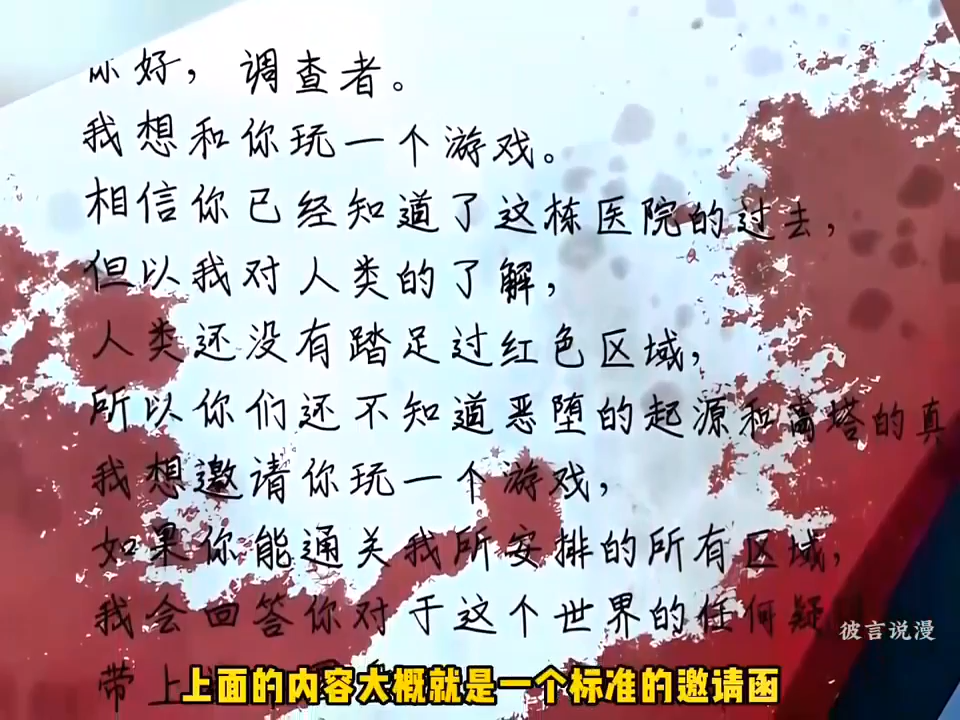 你好，调查者。
我想和你玩一个游戏。
相信你已经知道了这栋医院的过去，
但以我对人类的了解，
人类还没有踏足过红色区域，
所以你们还不知道恶堕的起源和高塔的真
我想邀请你玩一个游戏，
如果你能通关我所安排的所有区域，
我会回答你对于这个世界的任何疑
彼言说漫
带上
上面的内容大概就是一个标准的邀请函